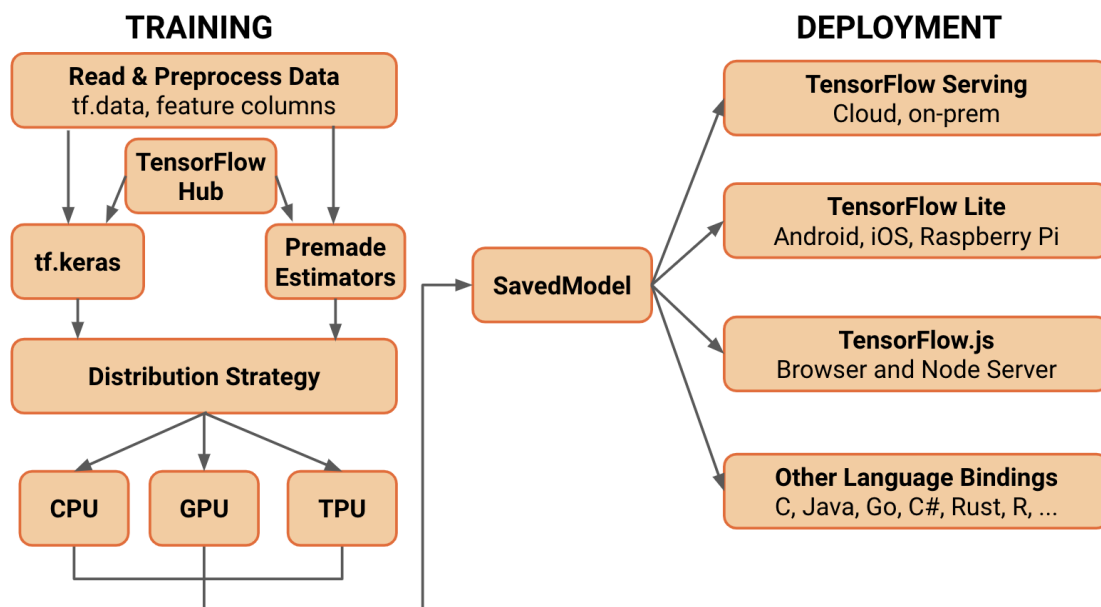 TRAINING
Read & Preprocess Data
tf.data, feature columns
TensorFlow
Hub
tf.keras
Premade
Estimators
Distribution Strategy
CPU
GPU
TPU
SavedModel
DEPLOYMENT
TensorFlow Serving
Cloud, on-prem
TensorFlow Lite
Android, iOS, Raspberry Pi
TensorFlow.js
Browser and Node Server
Other Language Bindings
C, Java, Go, C#, Rust, R, ...